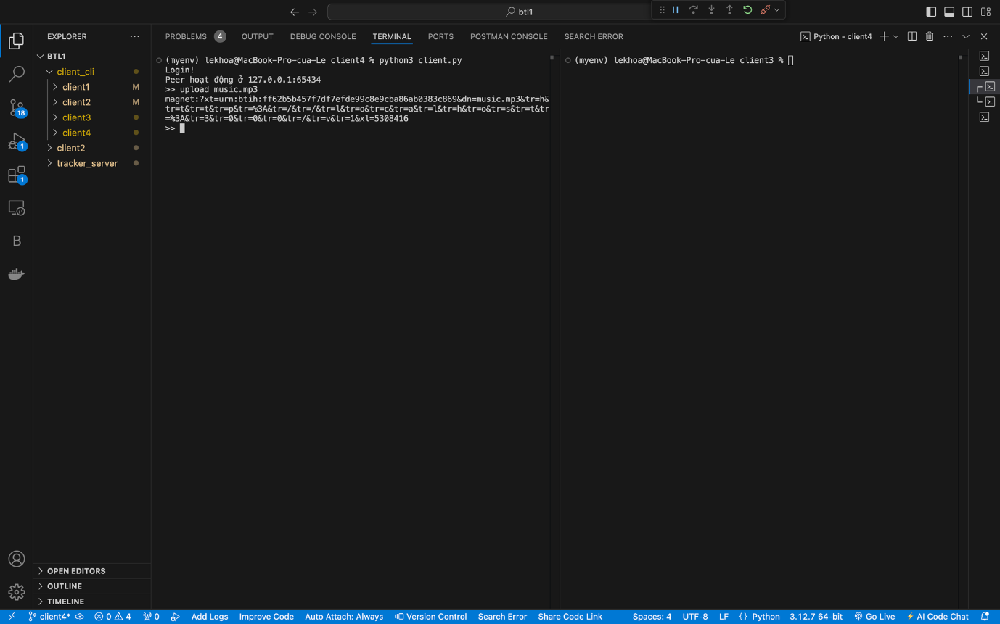 btl1
EXPLORER
BTL1
client_cli
client1 M
client2 M
client3
client4
client2
tracker_server
OPEN EDITORS
OUTLINE
TIMELINE
18
1
1
B
PROBLEMS 4 OUTPUT DEBUG CONSOLE TERMINAL PORTS POSTMAN CONSOLE SEARCH ERROR
Python - client4
(myenv) lekhoa@MacBook-Pro-cua-Le client4 % python3 client.py
Login!
Peer hoạt động ở 127.0.0.1:65434
>> upload music.mp3
magnet:?xt=urn:btih:ff62b5b457f7df7efde99c8e9cba86ab0383c869&dn=music.mp3&tr=h&
tr=t&tr=t&tr=p&tr=%3A&tr=/&tr=/&tr=l&tr=o&tr=c&tr=a&tr=l&tr=h&tr=o&tr=s&tr=t&tr
=%3A&tr=3&tr=0&tr=0&tr=0&tr=/&tr=v&tr=1&xl=5308416
>>
(myenv) lekhoa@MacBook-Pro-cua-Le client3 %
client4* 0 4 0 Add Logs Improve Code Auto Attach: Always Version Control Search Error Share Code Link Spaces: 4 UTF-8 LF {} Python 3.12.7 64-bit Go Live AI Code Chat